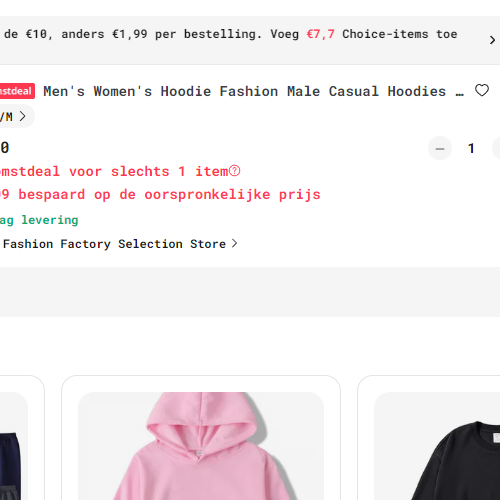 de €10, anders €1,99 per bestelling. Voeg €7,7 Choice-items toe
Men's Women's Hoodie Fashion Male Casual Hoodies …
/M
0
1
omstdeal voor slechts 1 item
9 bespaard op de oorspronkelijke prijs
ag levering
Fashion Factory Selection Store